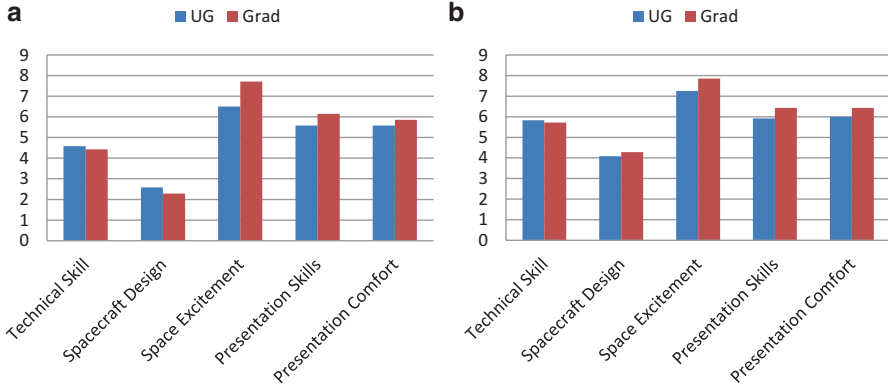 a
UG Grad
9
8
7
6
5
4
3
2
1
0
Technical Skill
Spacecraft Design
Space Excitement
Presentation Skills
Presentation Comfort
b
UG Grad
9
8
7
6
5
4
3
2
1
0
Technical Skill
Spacecraft Design
Space Excitement
Presentation Skills
Presentation Comfort